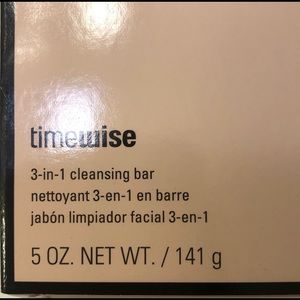 timewise
3-in-1 cleansing bar
nettoyant 3-en-1 en barre
jabón limpiador facial 3-en-1
5 OZ. NET WT. / 141 g